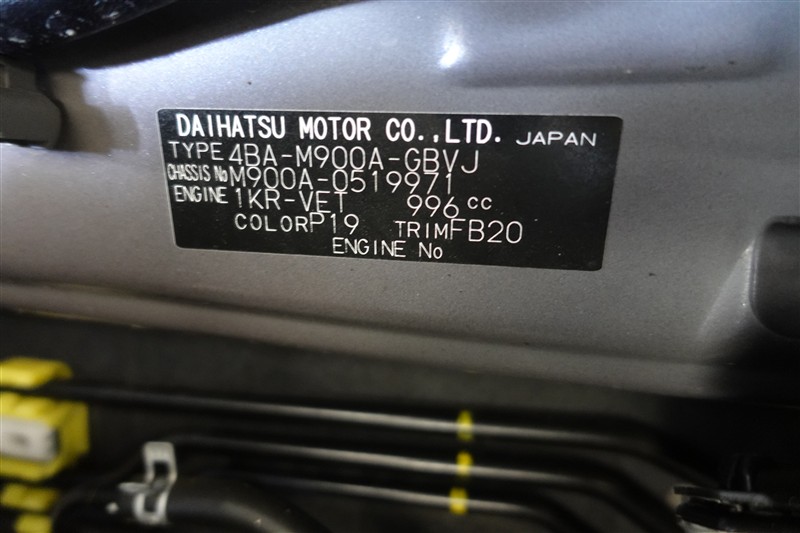 DAIHATSU MOTOR CO.,LTD. JAPAN
TYPE 4BA-M900A-GBVJ
CHASSIS No M900A-0519971
ENGINE 1KR-VET 996 cc
COLOR P19 TRIM FB20
ENGINE No